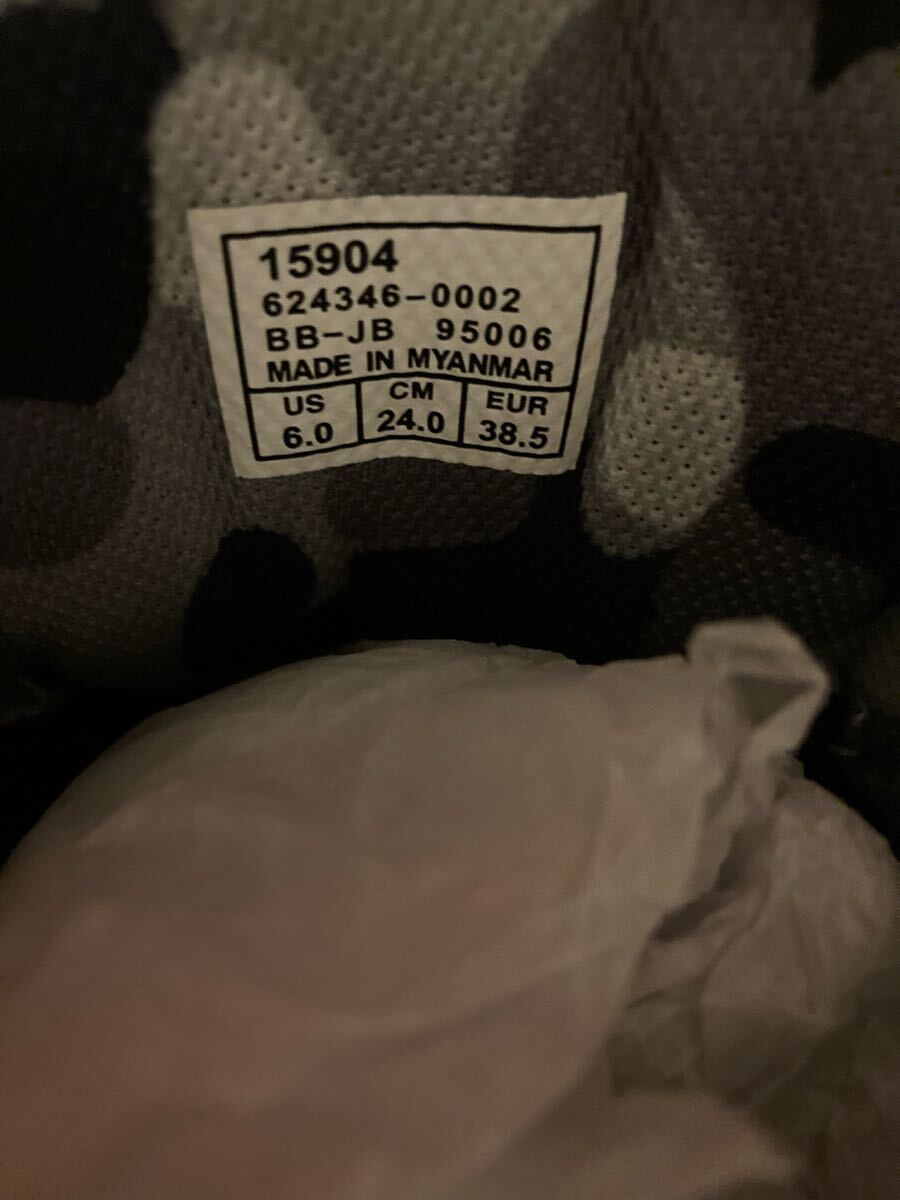 15904
624346-0002
BB-JB 95006
MADE IN MYANMAR
US CM EUR
6.0 24.0 38.5